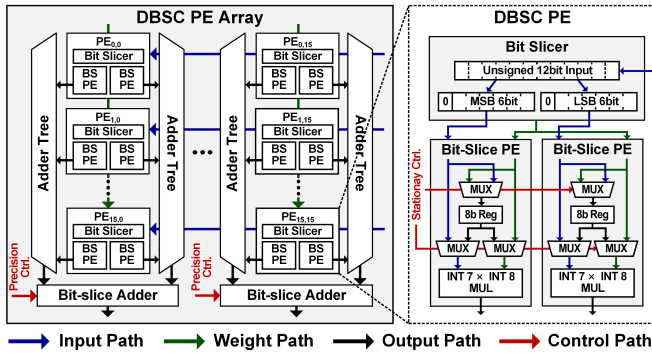 DBSC PE Array
DBSC PE
Adder Tree
PE0,0
Bit Slicer
BS PE
BS PE
PE1,0
Bit Slicer
BS PE
BS PE
PE15,0
Bit Slicer
BS PE
BS PE
Adder Tree
Adder Tree
PE0,15
Bit Slicer
BS PE
BS PE
PE1,15
Bit Slicer
BS PE
BS PE
PE15,15
Bit Slicer
BS PE
BS PE
Adder Tree
Precision Ctrl.
Bit-slice Adder
Precision Ctrl.
Bit-slice Adder
Bit Slicer
Unsigned 12bit Input
0 MSB 6bit
0 LSB 6bit
Stationay Ctrl.
Bit-Slice PE
MUX
8b Reg
MUX
MUX
INT 7 × INT 8
MUL
Bit-Slice PE
MUX
8b Reg
MUX
MUX
INT 7 × INT 8
MUL
Input Path
Weight Path
Output Path
Control Path